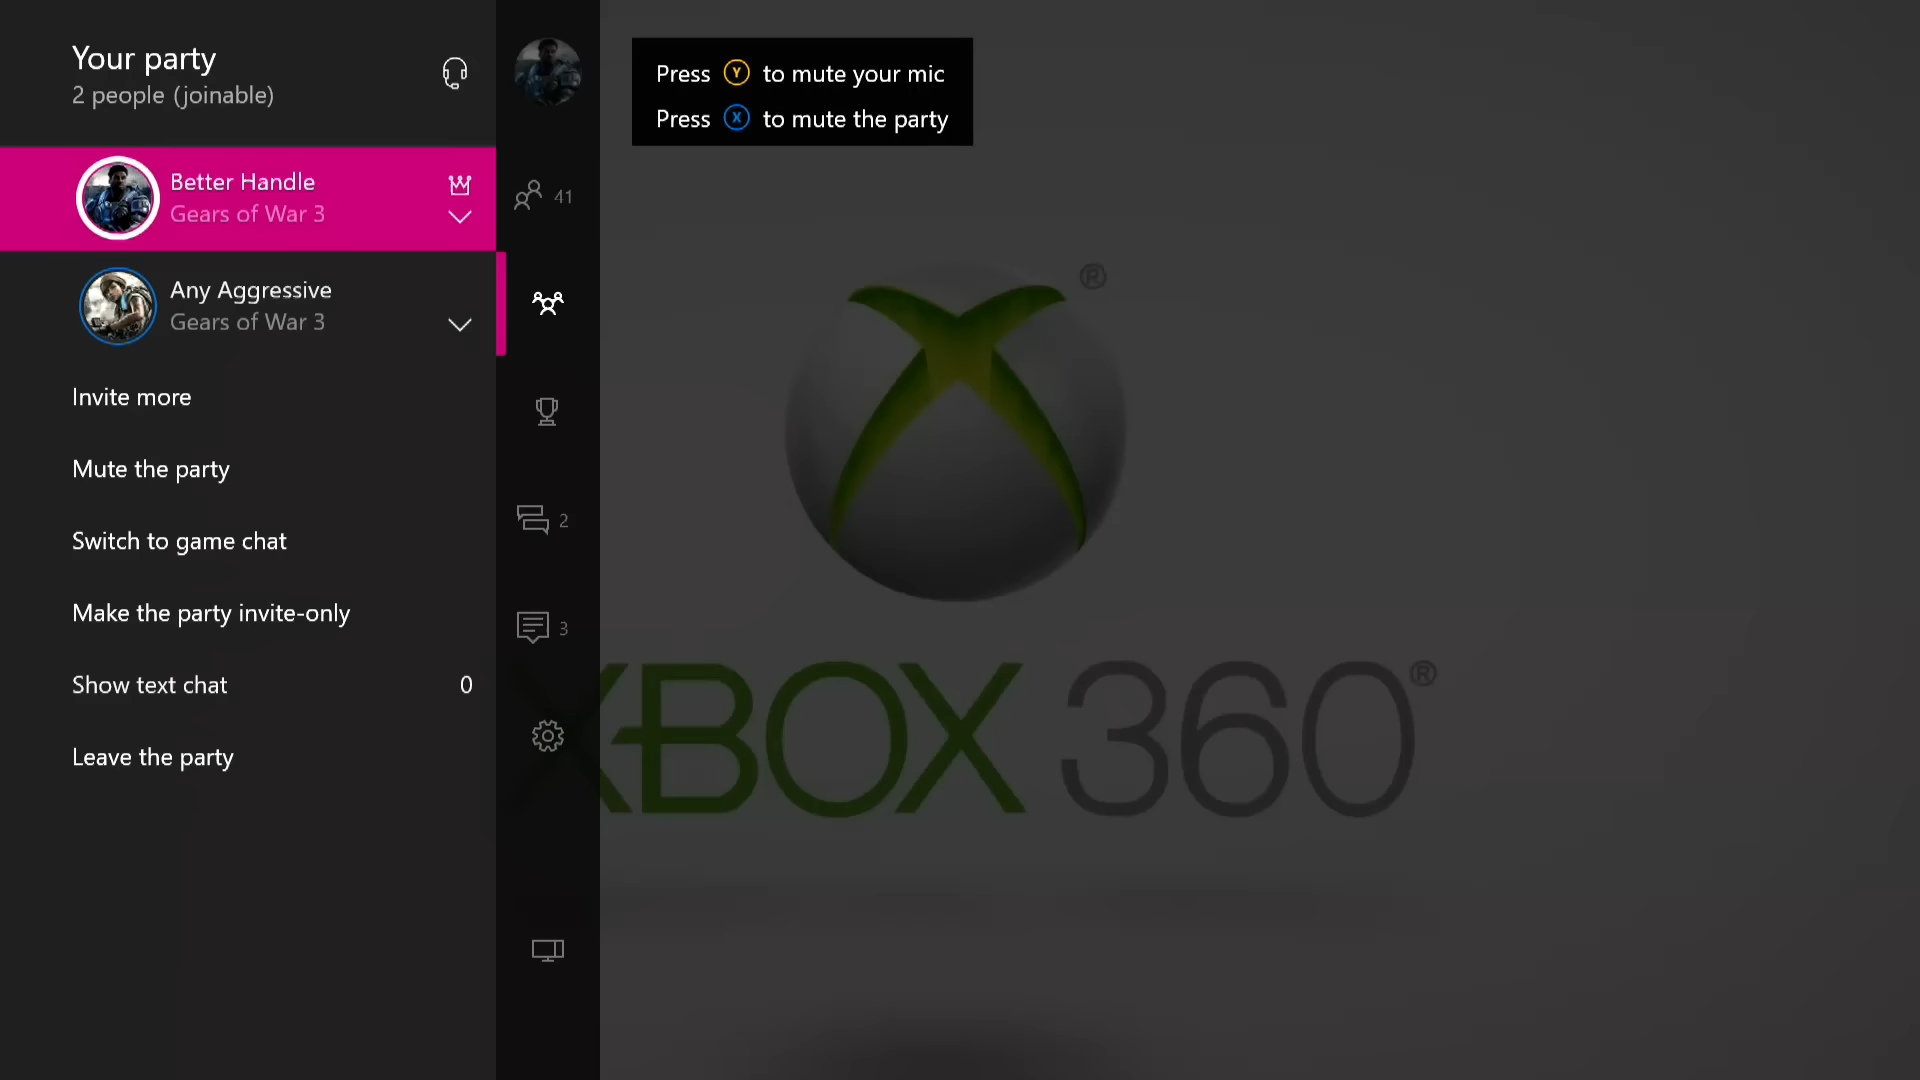 Your party
2 people (joinable)
Better Handle
Gears of War 3
Any Aggressive
Gears of War 3
Invite more
Mute the party
Switch to game chat
Make the party invite-only
Show text chat 0
Leave the party
41
2
3
Press Y to mute your mic
Press X to mute the party
®
XBOX 360®